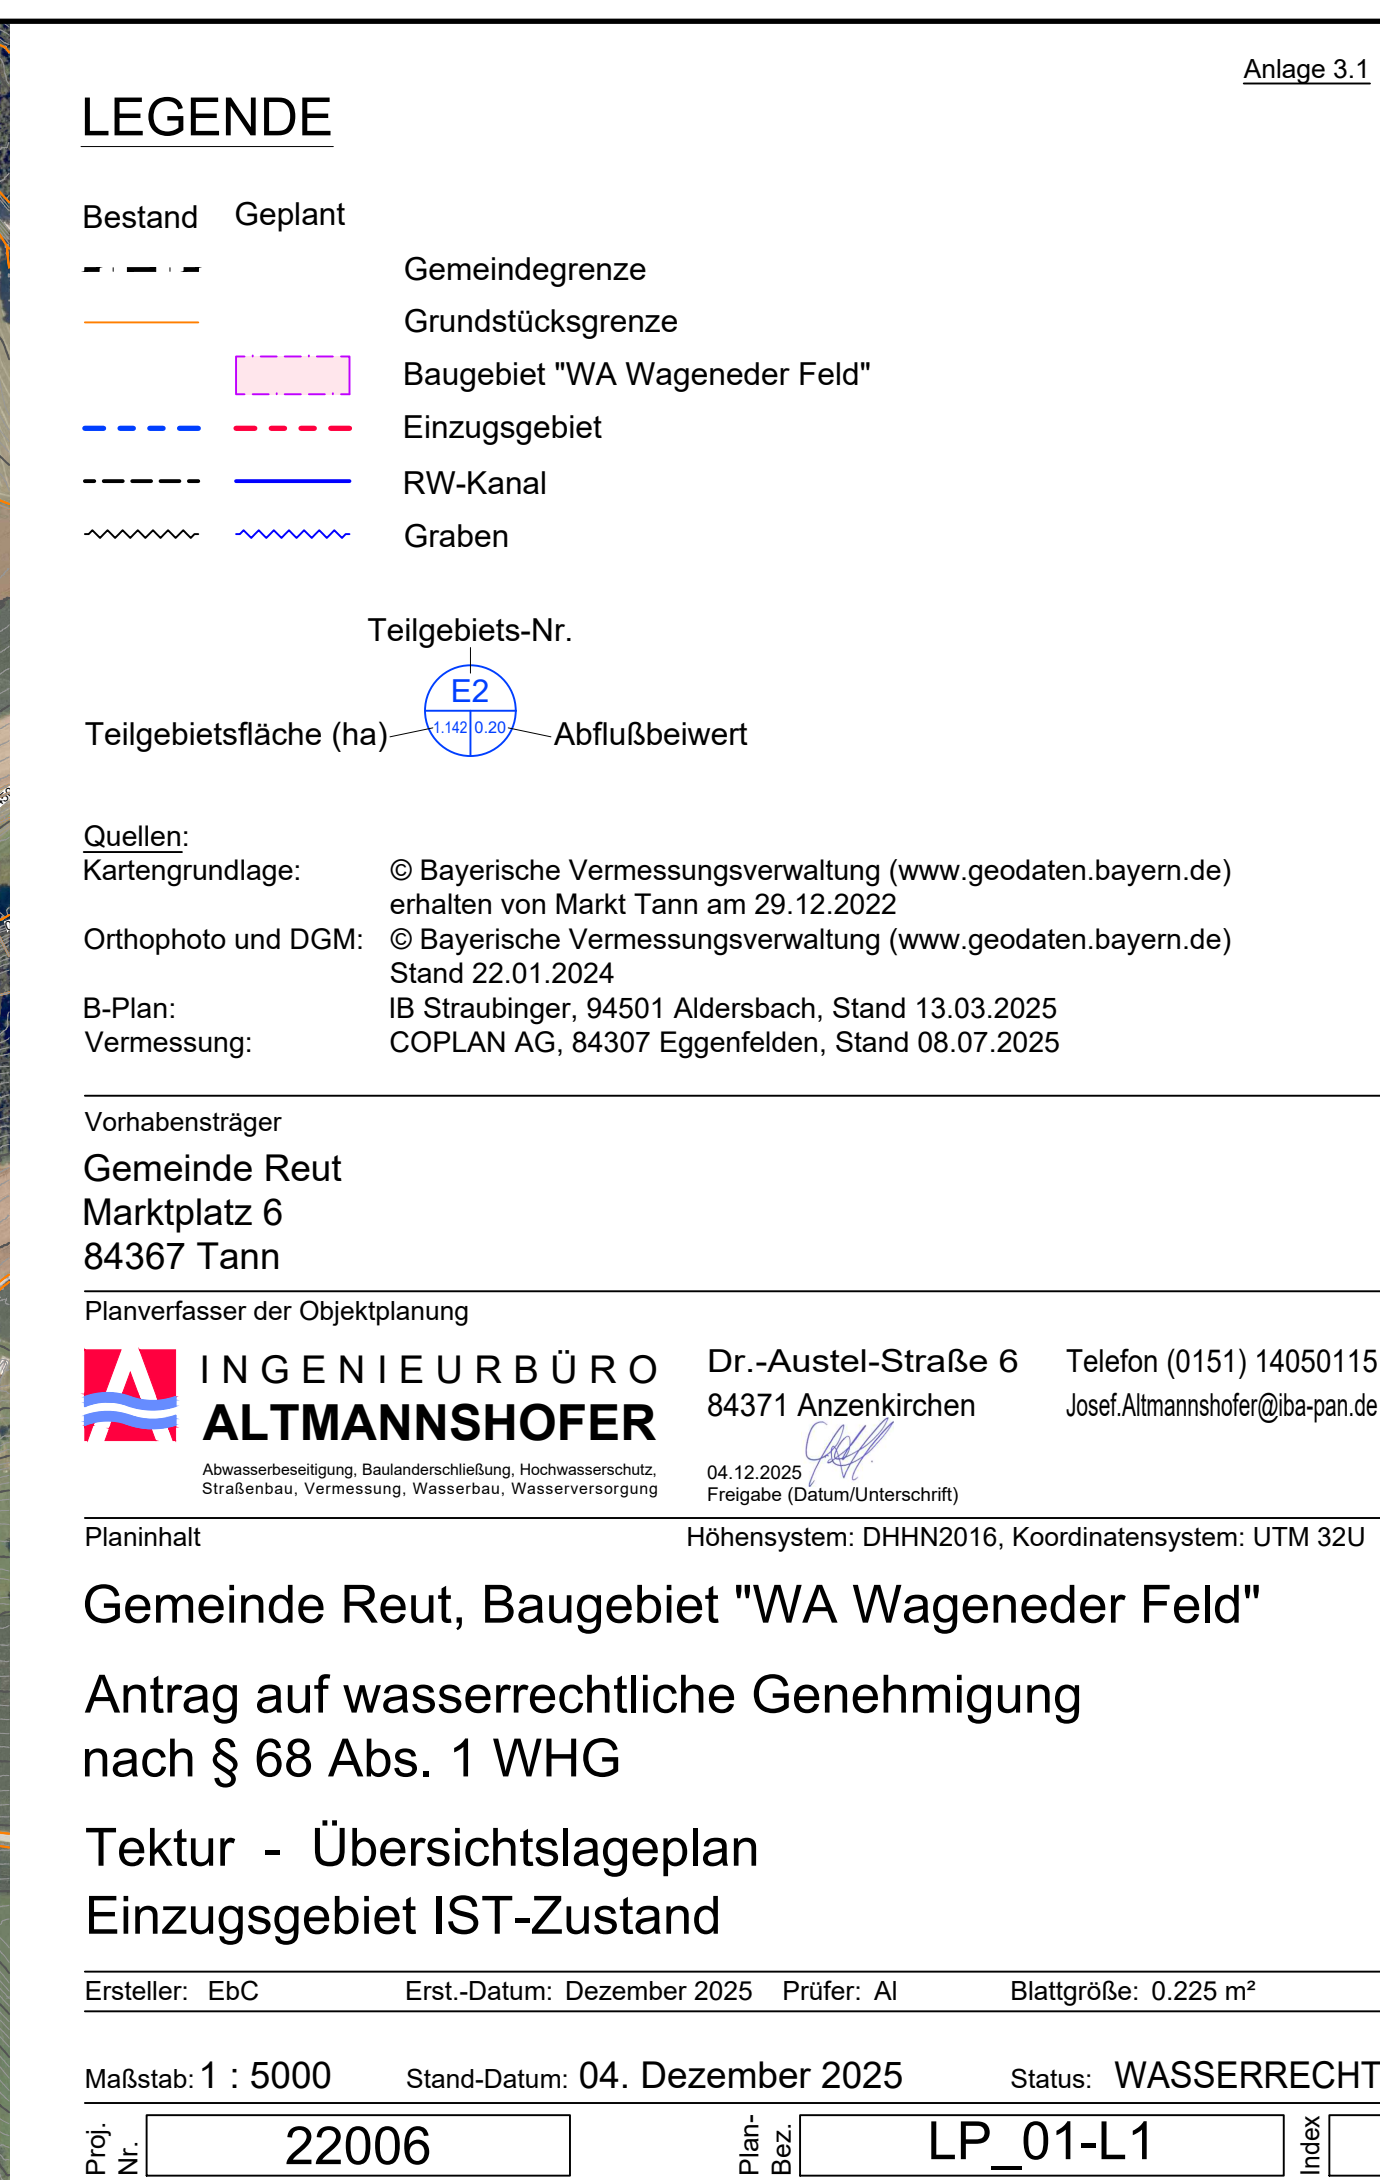 Anlage 3.1
LEGENDE
Bestand Geplant
Gemeindegrenze
Grundstücksgrenze
Baugebiet "WA Wageneder Feld"
Einzugsgebiet
RW-Kanal
Graben
Teilgebiets-Nr.
E2
Teilgebietsfläche (ha) 1.142 0.20 Abflußbeiwert
Quellen:
Kartengrundlage: © Bayerische Vermessungsverwaltung (www.geodaten.bayern.de)
erhalten von Markt Tann am 29.12.2022
Orthophoto und DGM: © Bayerische Vermessungsverwaltung (www.geodaten.bayern.de)
Stand 22.01.2024
B-Plan: IB Straubinger, 94501 Aldersbach, Stand 13.03.2025
Vermessung: COPLAN AG, 84307 Eggenfelden, Stand 08.07.2025
Vorhabensträger
Gemeinde Reut
Marktplatz 6
84367 Tann
Planverfasser der Objektplanung
INGENIEURBÜRO
ALTMANNSHOFER
Abwasserbeseitigung, Baulanderschließung, Hochwasserschutz,
Straßenbau, Vermessung, Wasserbau, Wasserversorgung
Dr.-Austel-Straße 6 Telefon (0151) 14050115
84371 Anzenkirchen Josef.Altmannshofer@iba-pan.de
04.12.2025
Freigabe (Datum/Unterschrift)
Planinhalt Höhensystem: DHHN2016, Koordinatensystem: UTM 32U
Gemeinde Reut, Baugebiet "WA Wageneder Feld"
Antrag auf wasserrechtliche Genehmigung
nach § 68 Abs. 1 WHG
Tektur - Übersichtslageplan
Einzugsgebiet IST-Zustand
Ersteller: EbC Erst.-Datum: Dezember 2025 Prüfer: Al Blattgröße: 0.225 m²
Maßstab: 1 : 5000 Stand-Datum: 04. Dezember 2025 Status: WASSERRECHT
Proj. Nr. 22006 Plan-Bez. LP_01-L1 Index